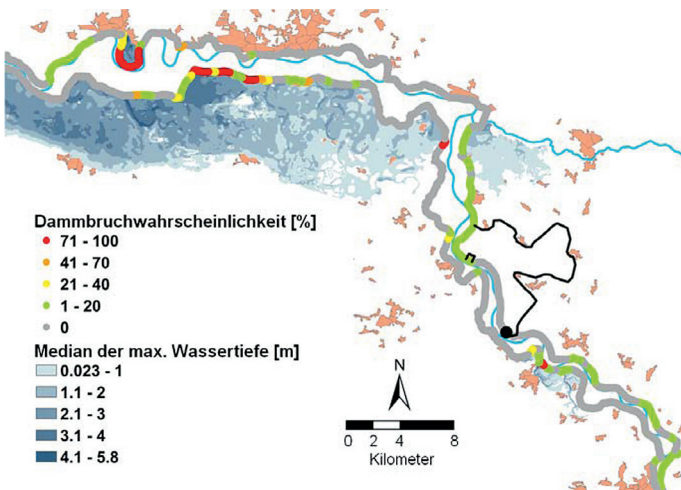 Dammbruchwahrscheinlichkeit [%]
71 - 100
41 - 70
21 - 40
1 - 20
0
Median der max. Wassertiefe [m]
0.023 - 1
1.1 - 2
2.1 - 3
3.1 - 4
4.1 - 5.8
N
0 2 4 8
Kilometer